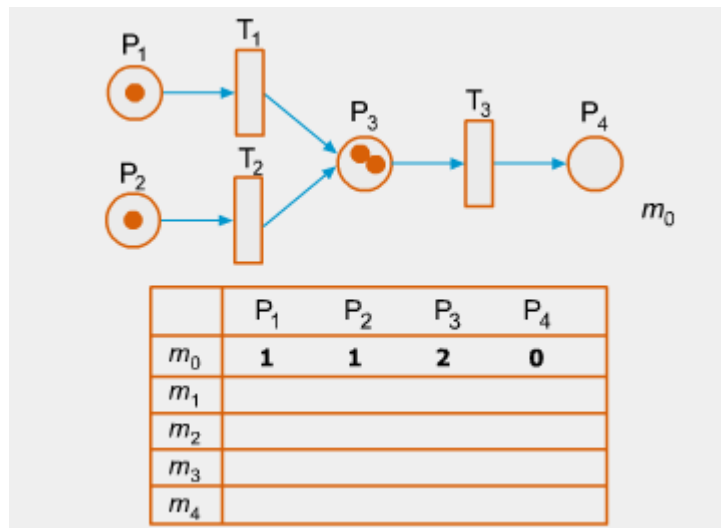 T₁
P₁
T₃
P₃
P₄
T₂
P₂
m₀
P₁ P₂ P₃ P₄
m₀ 1 1 2 0
m₁
m₂
m₃
m₄